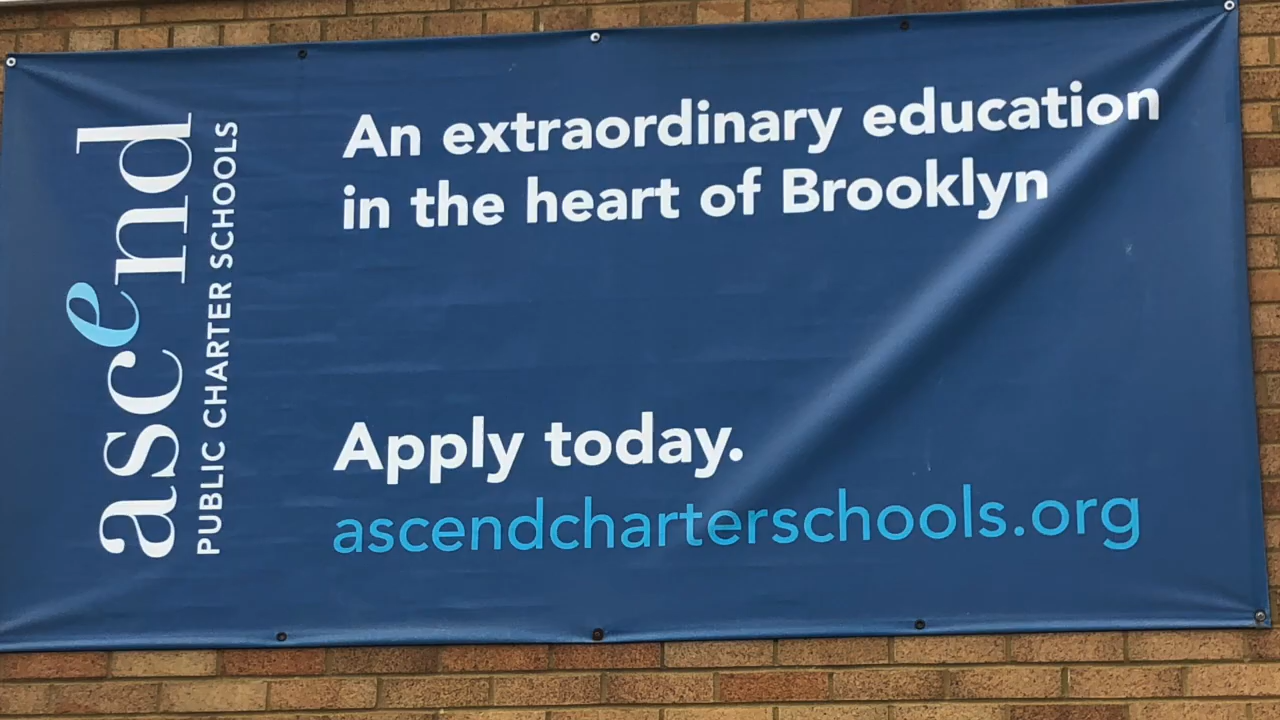 ascend
PUBLIC CHARTER SCHOOLS
An extraordinary education
in the heart of Brooklyn
Apply today.
ascendcharterschools.org